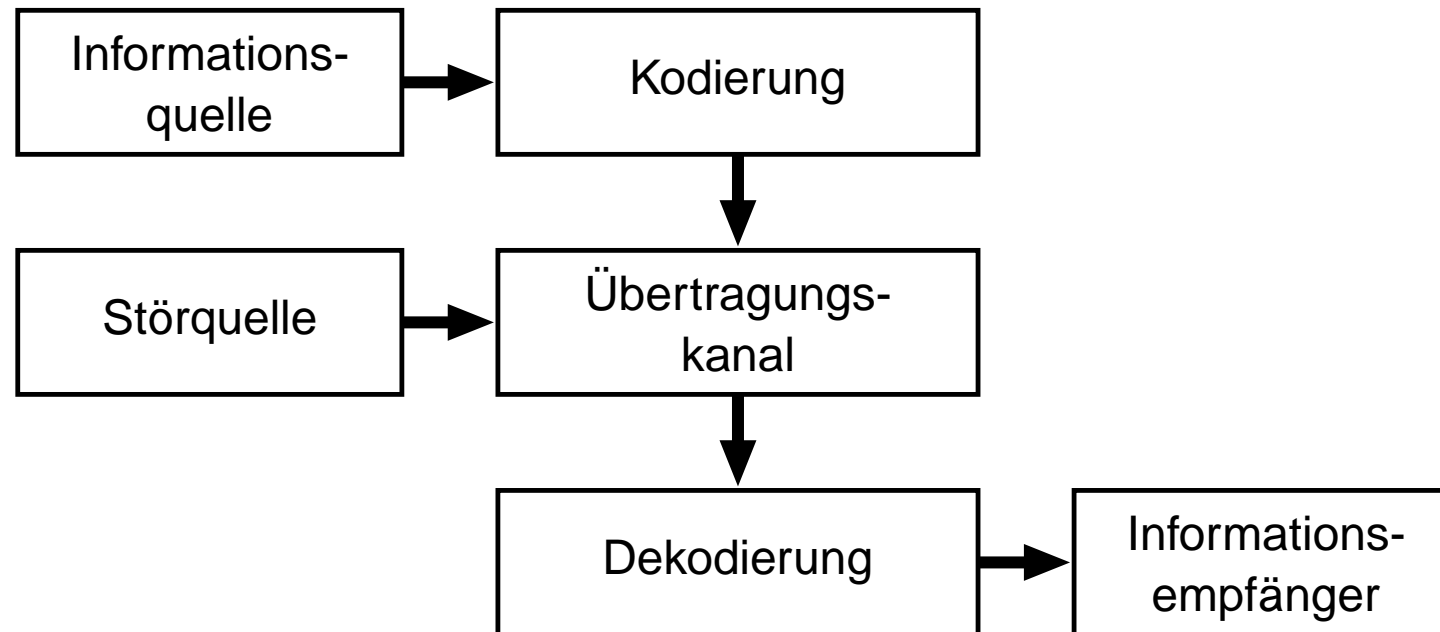 Informations-
quelle
Kodierung
Störquelle
Übertragungs-
kanal
Dekodierung
Informations-
empfänger